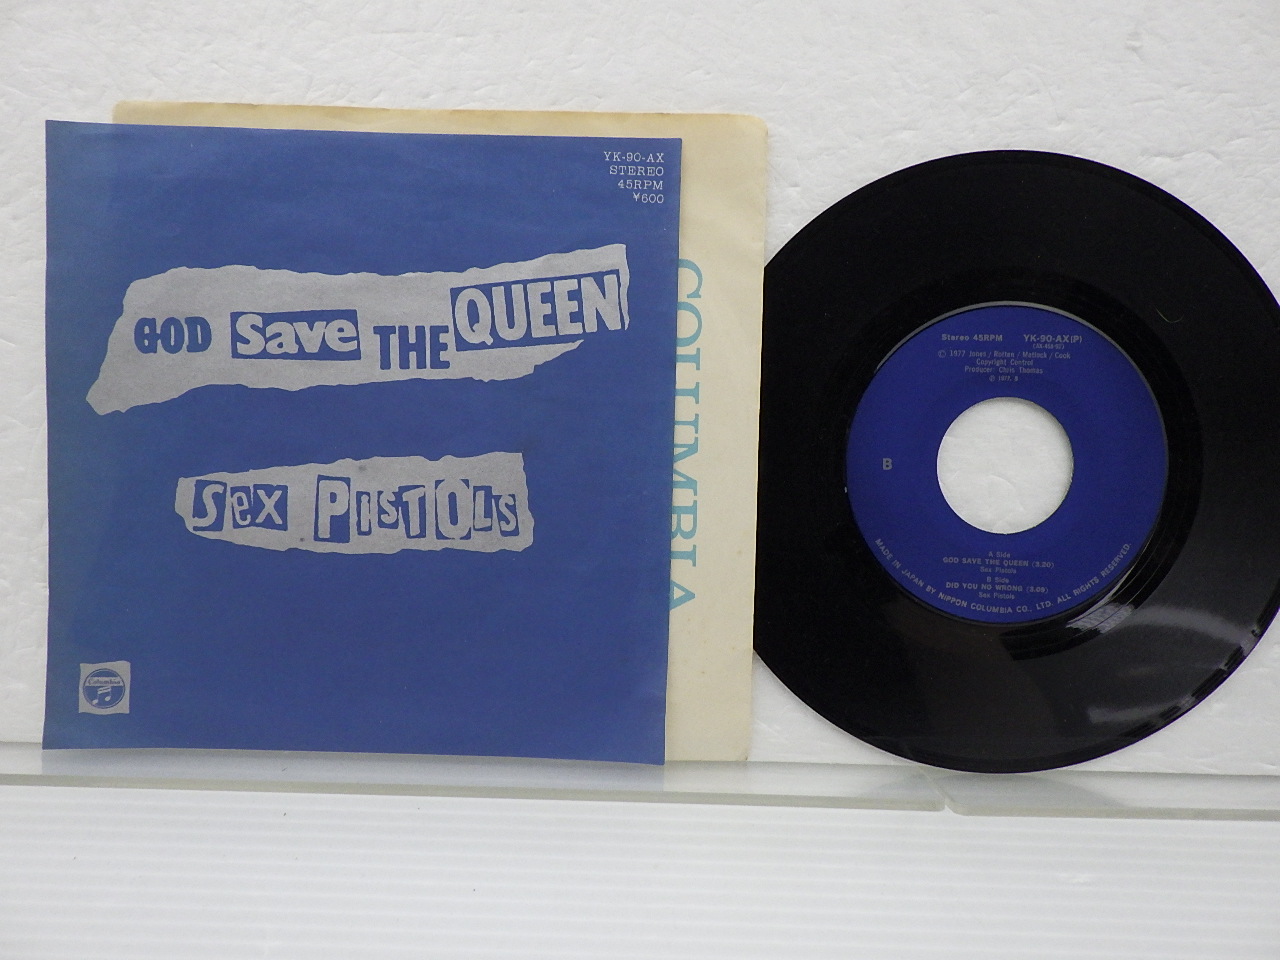 YK-90-AX
STEREO
45RPM
¥600
GOD Save THE QUEEN
Sex PISTOLS
Columbia
COLUMBIA
Stereo 45RPM YK-90-AX(P)
Ⓒ 1977 Jones / Rotten / Matlock / Cook
Copyright Control
Producer: Chris Thomas
B
A Side
GOD SAVE THE QUEEN (3.20)
Sex Pistols
B Side
DID YOU NO WRONG (3.09)
Sex Pistols
MADE IN JAPAN BY NIPPON COLUMBIA CO., LTD. ALL RIGHTS RESERVED.